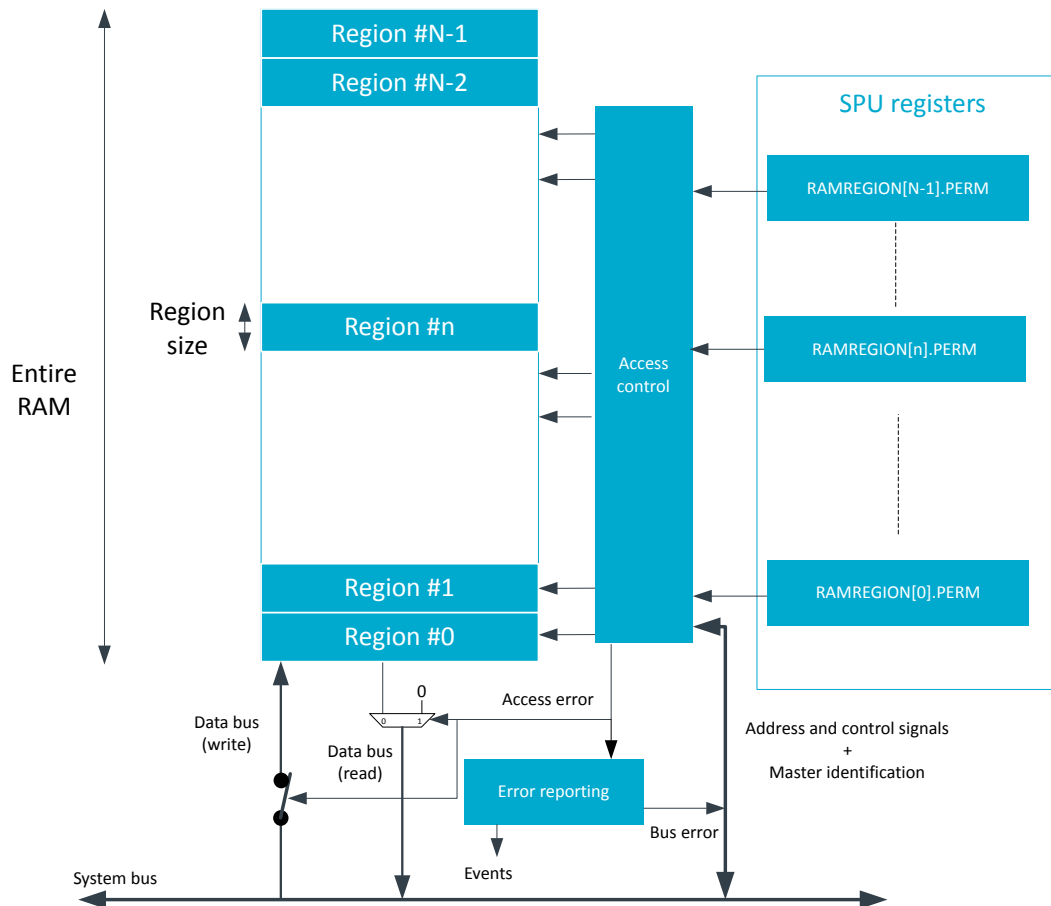 Region #N-1
Region #N-2
SPU registers
RAMREGION[N-1].PERM
Region
size
Region #n
RAMREGION[n].PERM
Access
control
Entire
RAM
Region #1
RAMREGION[0].PERM
Region #0
0
Access error
0 1
Data bus
(write)
Data bus
(read)
Address and control signals
+
Master identification
Error reporting
Bus error
Events
System bus